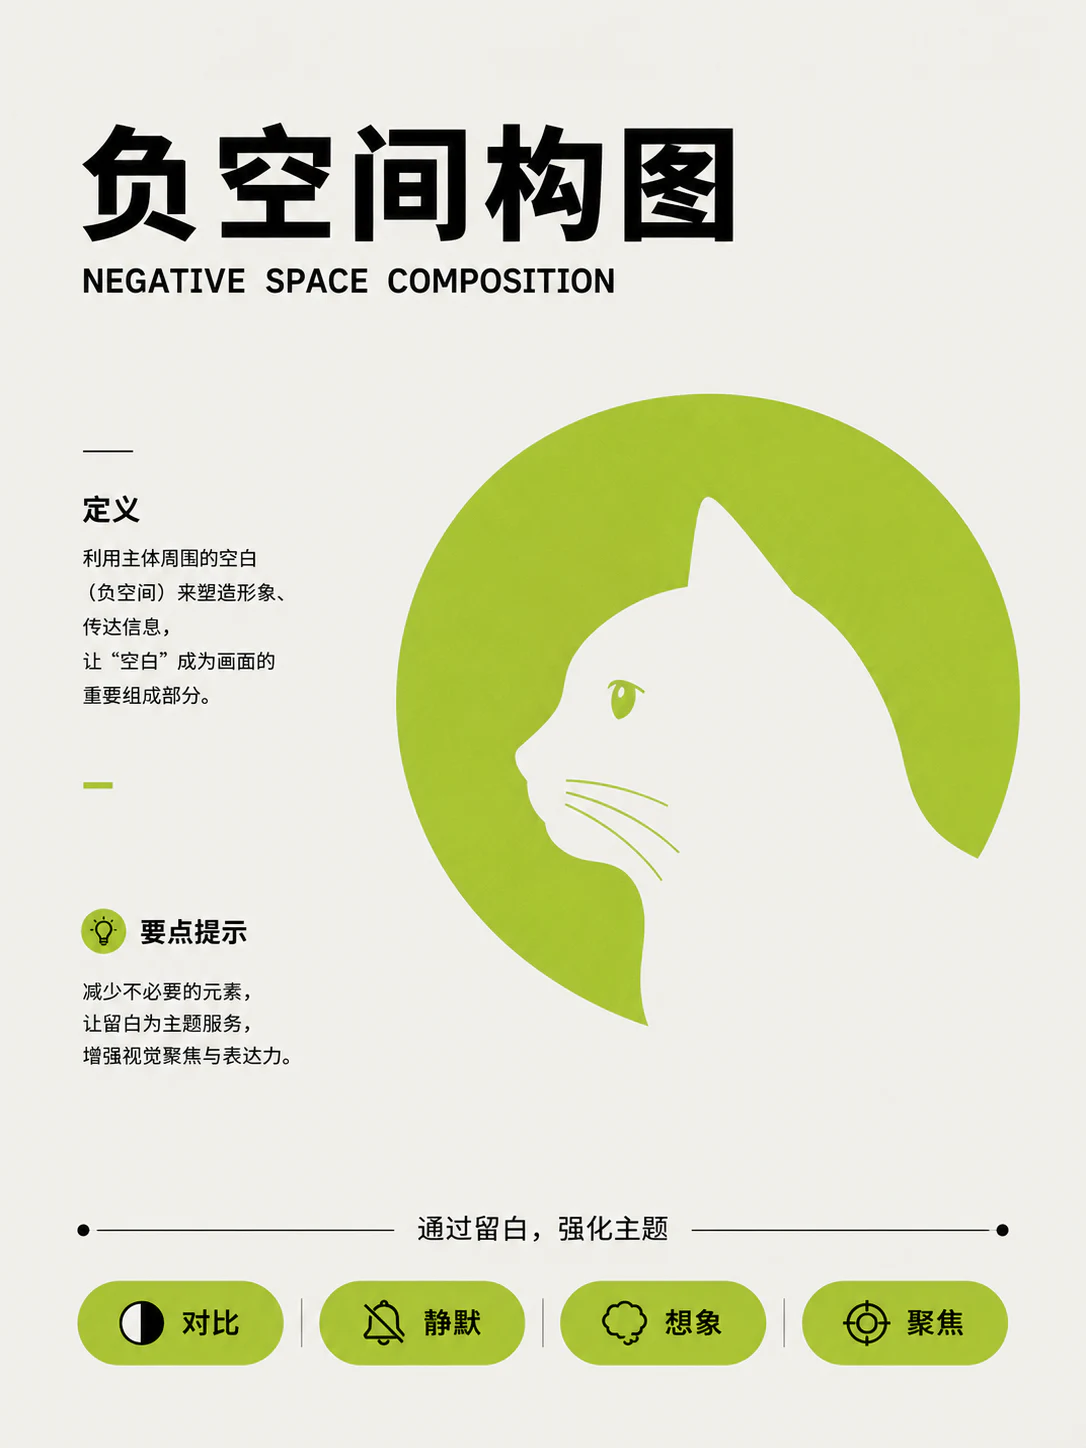 负空间构图
NEGATIVE SPACE COMPOSITION
定义
利用主体周围的空白
（负空间）来塑造形象、
传达信息，
让“空白”成为画面的
重要组成部分。
要点提示
减少不必要的元素，
让留白为主题服务，
增强视觉聚焦与表达力。
通过留白，强化主题
对比
静默
想象
聚焦